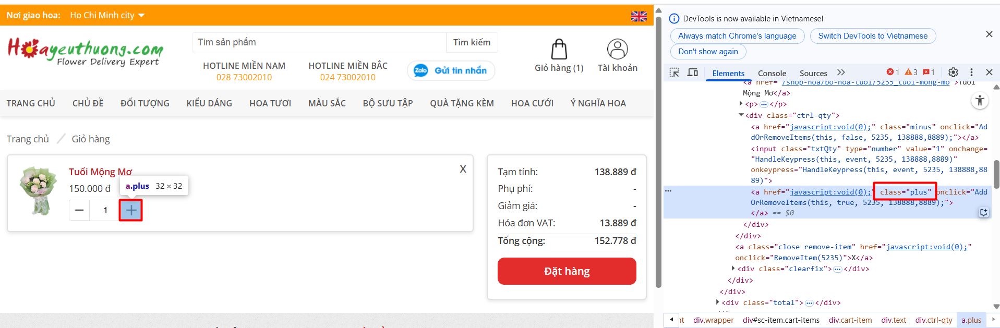 Nơi giao hoa: Ho Chi Minh city
Hoayeuthuong.com
Flower Delivery Expert
Tìm sản phẩm
Tìm kiếm
HOTLINE MIỀN NAM
028 73002010
HOTLINE MIỀN BẮC
024 73002010
Zalo Gửi tin nhắn
Giỏ hàng (1)
Tài khoản
TRANG CHỦ CHỦ ĐỀ ĐỐI TƯỢNG KIỂU DÁNG HOA TƯƠI MÀU SẮC BỘ SƯU TẬP QUÀ TẶNG KÈM HOA CƯỚI Ý NGHĨA HOA
Trang chủ / Giỏ hàng
Tuổi Mộng Mơ
X
150.000 đ
a.plus 32 × 32
1
Tạm tính: 138.889 đ
Phụ phí: -
Giảm giá: -
Hóa đơn VAT: 13.889 đ
Tổng cộng: 152.778 đ
Đặt hàng
DevTools is now available in Vietnamese!
Always match Chrome's language
Switch DevTools to Vietnamese
Don't show again
Elements Console Sources 1 3 1
<a href="/shop-hoa/bo-hoa-tuoi/5235_tuoi-mong-mo">Tuổi
Mộng Mơ</a>
<p>…</p>
<div class="ctrl-qty">
<a href="javascript:void(0);" class="minus" onclick="Ad
dOrRemoveItems(this, false, 5235, 138888,8889);"></a>
<input class="txtQty" type="number" value="1" onchange=
"HandleKeypress(this, event, 5235, 138888,8889)"
onkeypress="HandleKeypress(this, event, 5235, 138888,88
89)">
<a href="javascript:void(0);" class="plus" onclick="Add
OrRemoveItems(this, true, 5235, 138888,8889);">
</a> == $0
</div>
</div>
<a class="close remove-item" href="javascript:void(0);"
onclick="RemoveItem(5235)">X</a>
<div class="clearfix">…</div>
</div>
</div>
<div class="total">…</div>
div.wrapper div#sc-item.cart-items div.cart-item div.text div.ctrl-qty a.plus